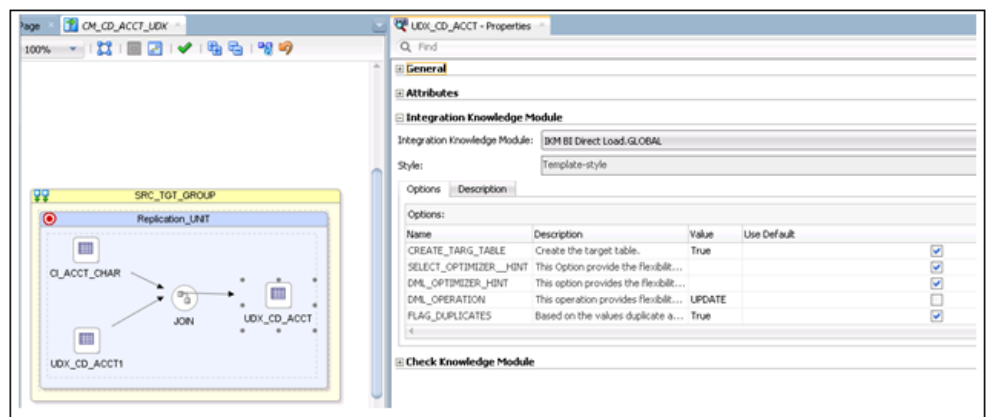 Page
CM_CD_ACCT_UDX
100%
SRC_TGT_GROUP
Replication_UNIT
CI_ACCT_CHAR
JOIN
UDX_CD_ACCT
UDX_CD_ACCT1
UDX_CD_ACCT - Properties
Find
General
Attributes
Integration Knowledge Module
Integration Knowledge Module: IKM BI Direct Load.GLOBAL
Style: Template-style
Options Description
Options:
Name Description Value Use Default
CREATE_TARG_TABLE Create the target table. True
SELECT_OPTIMIZER__HINT This Option provide the flexibilit...
DML_OPTIMIZER_HINT This option provides the flexibilit...
DML_OPERATION This operation provides flexibilit... UPDATE
FLAG_DUPLICATES Based on the values duplicate a... True
Check Knowledge Module